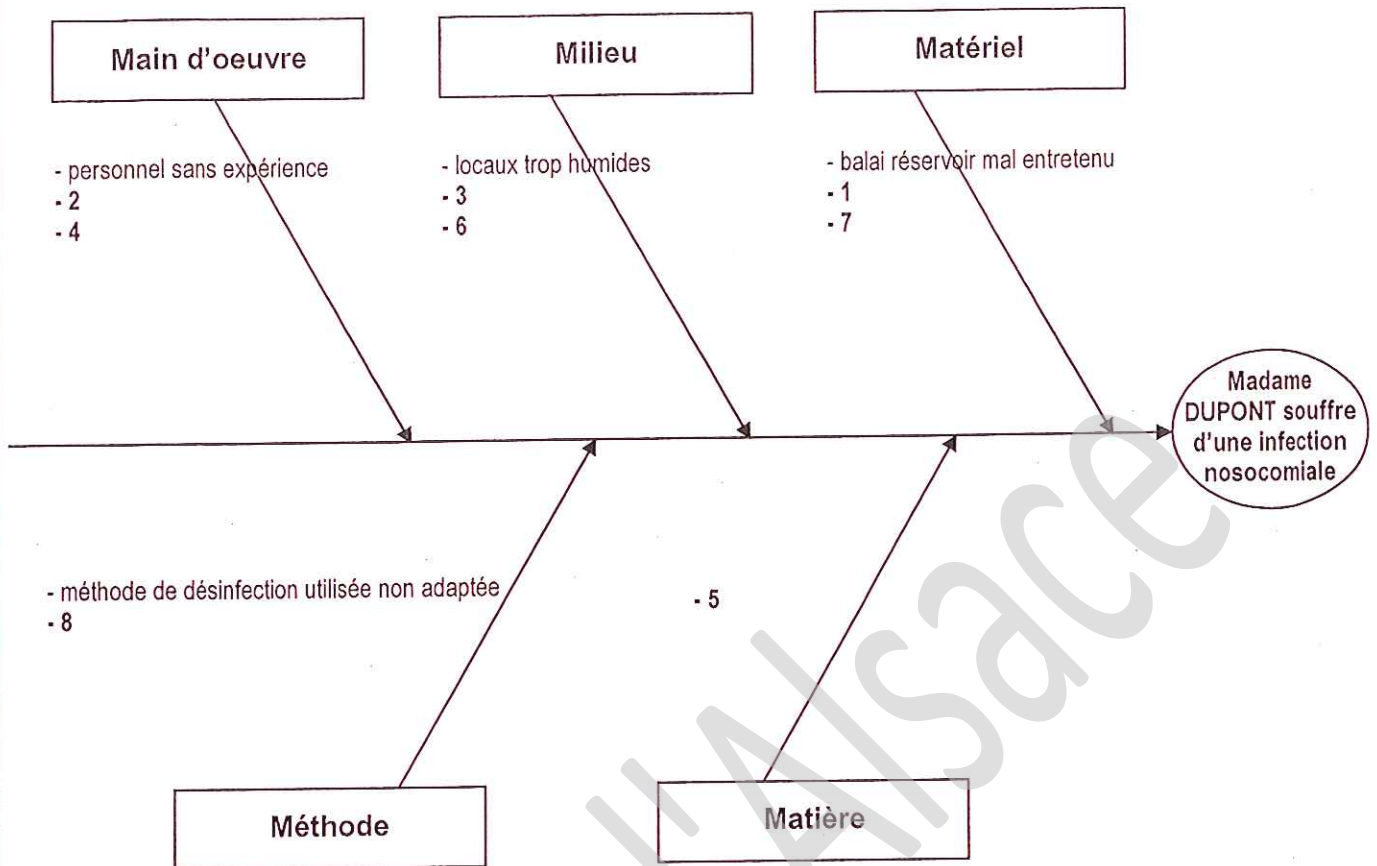 Main d'oeuvre
Milieu
Matériel
- personnel sans expérience
- 2
- 4
- locaux trop humides
- 3
- 6
- balai réservoir mal entretenu
- 1
- 7
Madame
DUPONT souffre
d'une infection
nosocomiale
- méthode de désinfection utilisée non adaptée
- 8
- 5
Méthode
Matière
Alsace